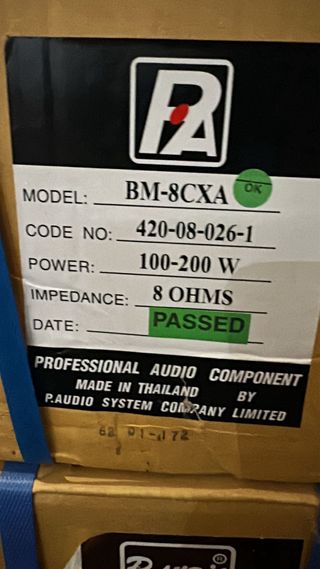 PA
MODEL: BM-8CXA OK
CODE NO: 420-08-026-1
POWER: 100-200 W
IMPEDANCE: 8 OHMS
DATE: PASSED
PROFESSIONAL AUDIO COMPONENT
MADE IN THAILAND BY
P.AUDIO SYSTEM COMPANY LIMITED